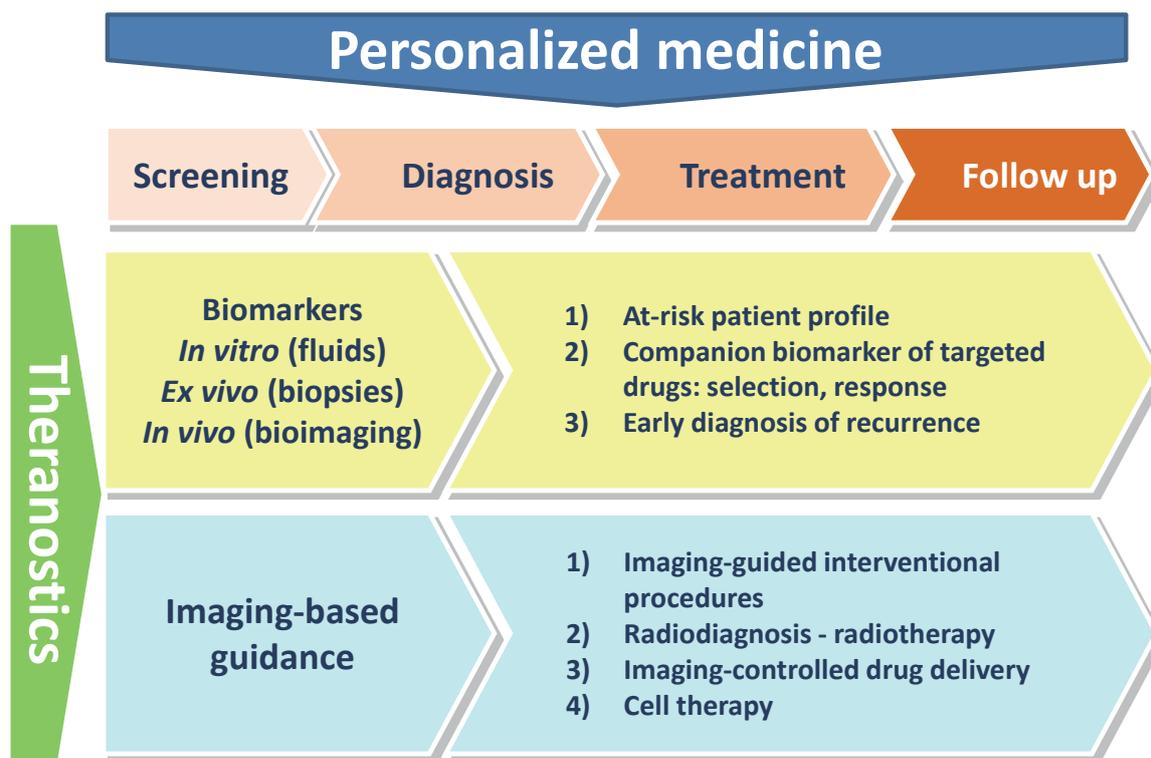 Personalized medicine
Screening
Diagnosis
Treatment
Follow up
Theranostics
Biomarkers
In vitro (fluids)
Ex vivo (biopsies)
In vivo (bioimaging)
1) At-risk patient profile
2) Companion biomarker of targeted
drugs: selection, response
3) Early diagnosis of recurrence
Imaging-based
guidance
1) Imaging-guided interventional
procedures
2) Radiodiagnosis - radiotherapy
3) Imaging-controlled drug delivery
4) Cell therapy